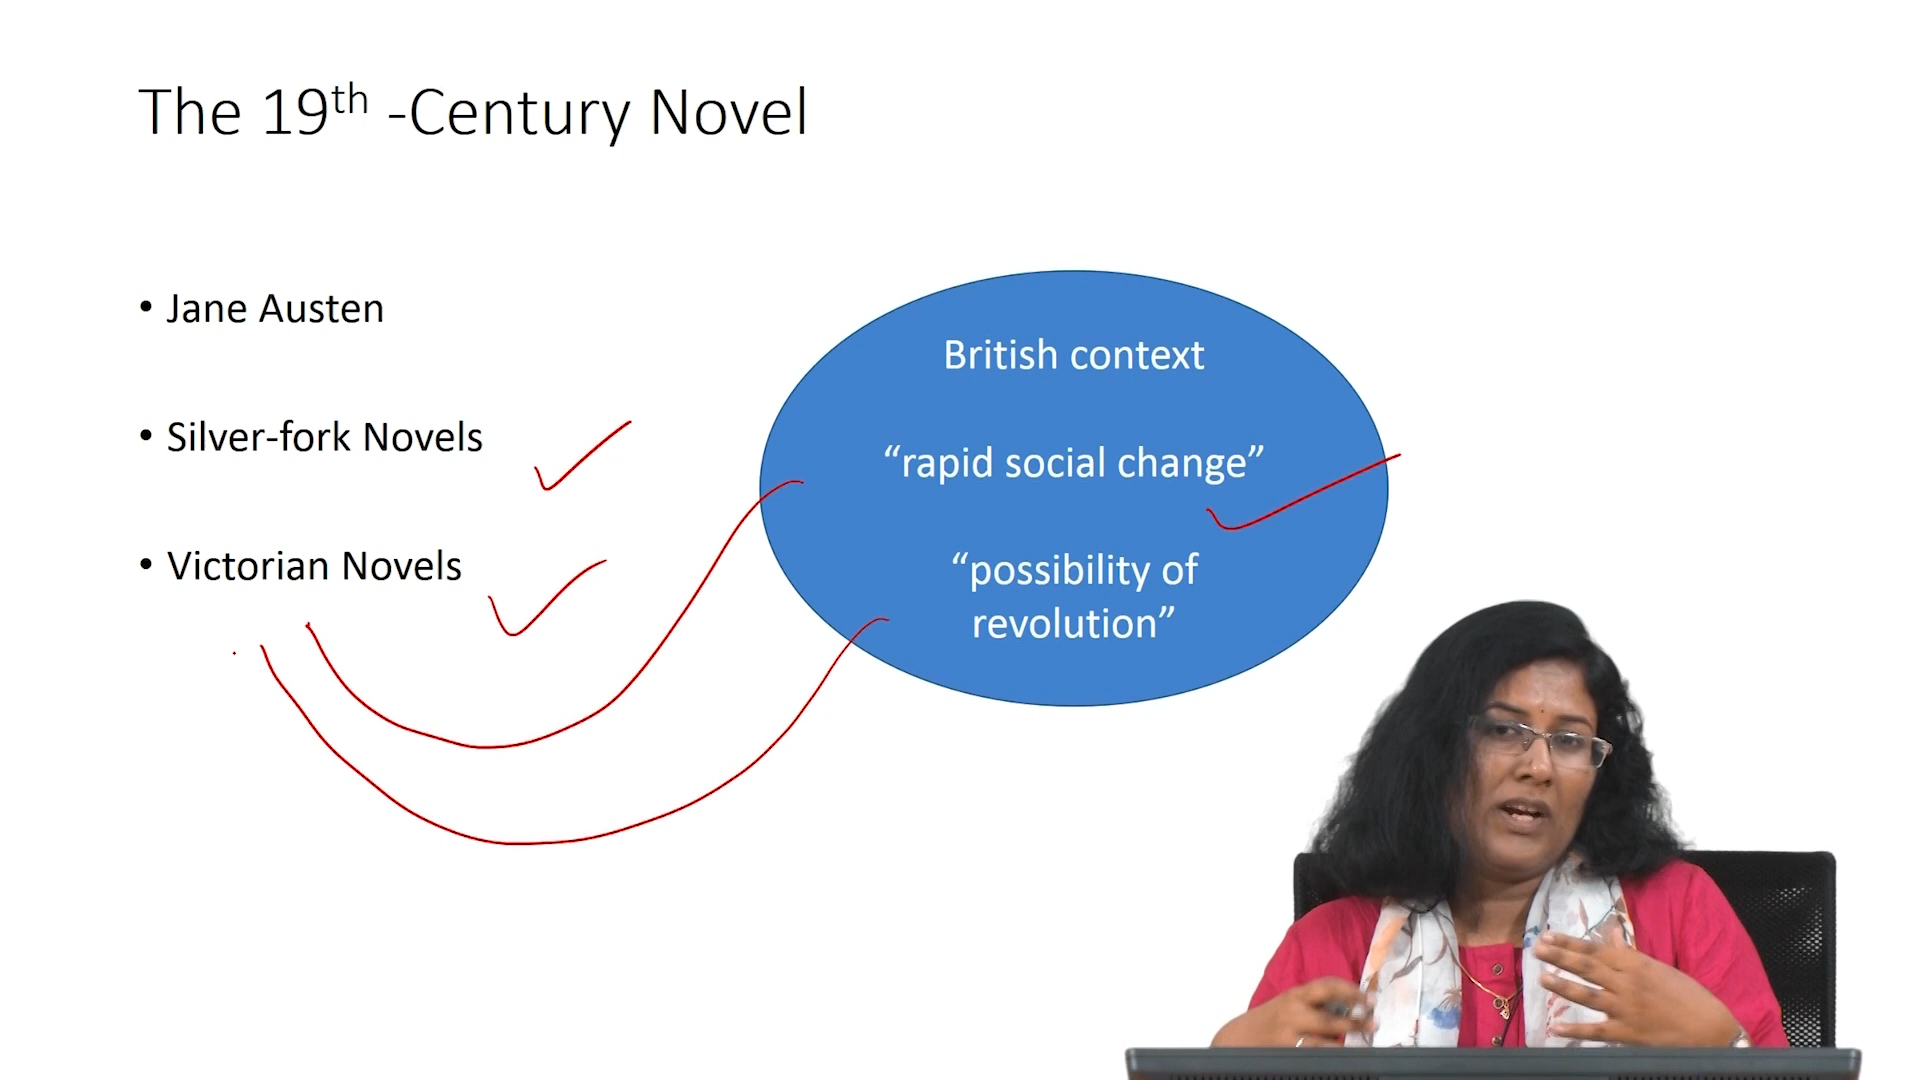 The 19th -Century Novel
• Jane Austen
• Silver-fork Novels
• Victorian Novels
British context
“rapid social change”
“possibility of
revolution”